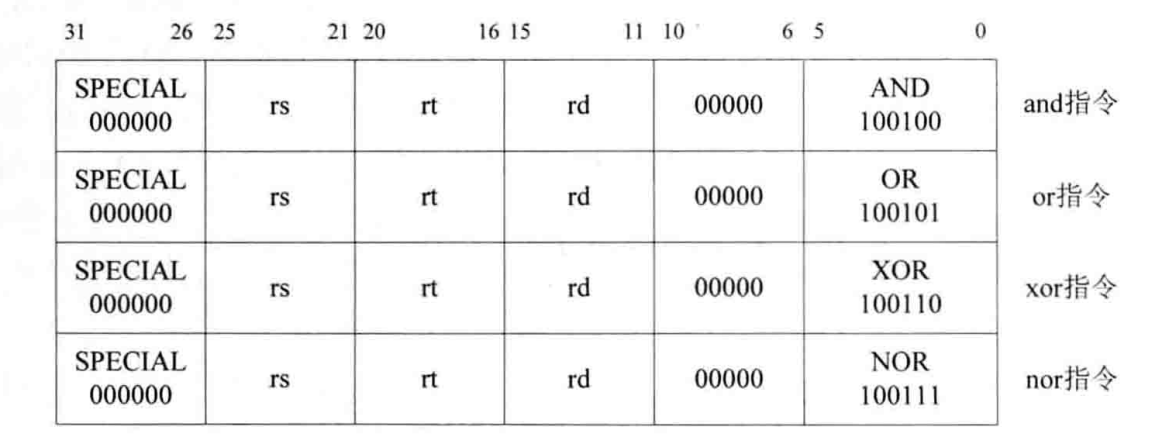 31 26 25 21 20 16 15 11 10 6 5 0
SPECIAL AND
000000 rs rt rd 00000 100100 and指令
SPECIAL OR
000000 rs rt rd 00000 100101 or指令
SPECIAL XOR
000000 rs rt rd 00000 100110 xor指令
SPECIAL NOR
000000 rs rt rd 00000 100111 nor指令